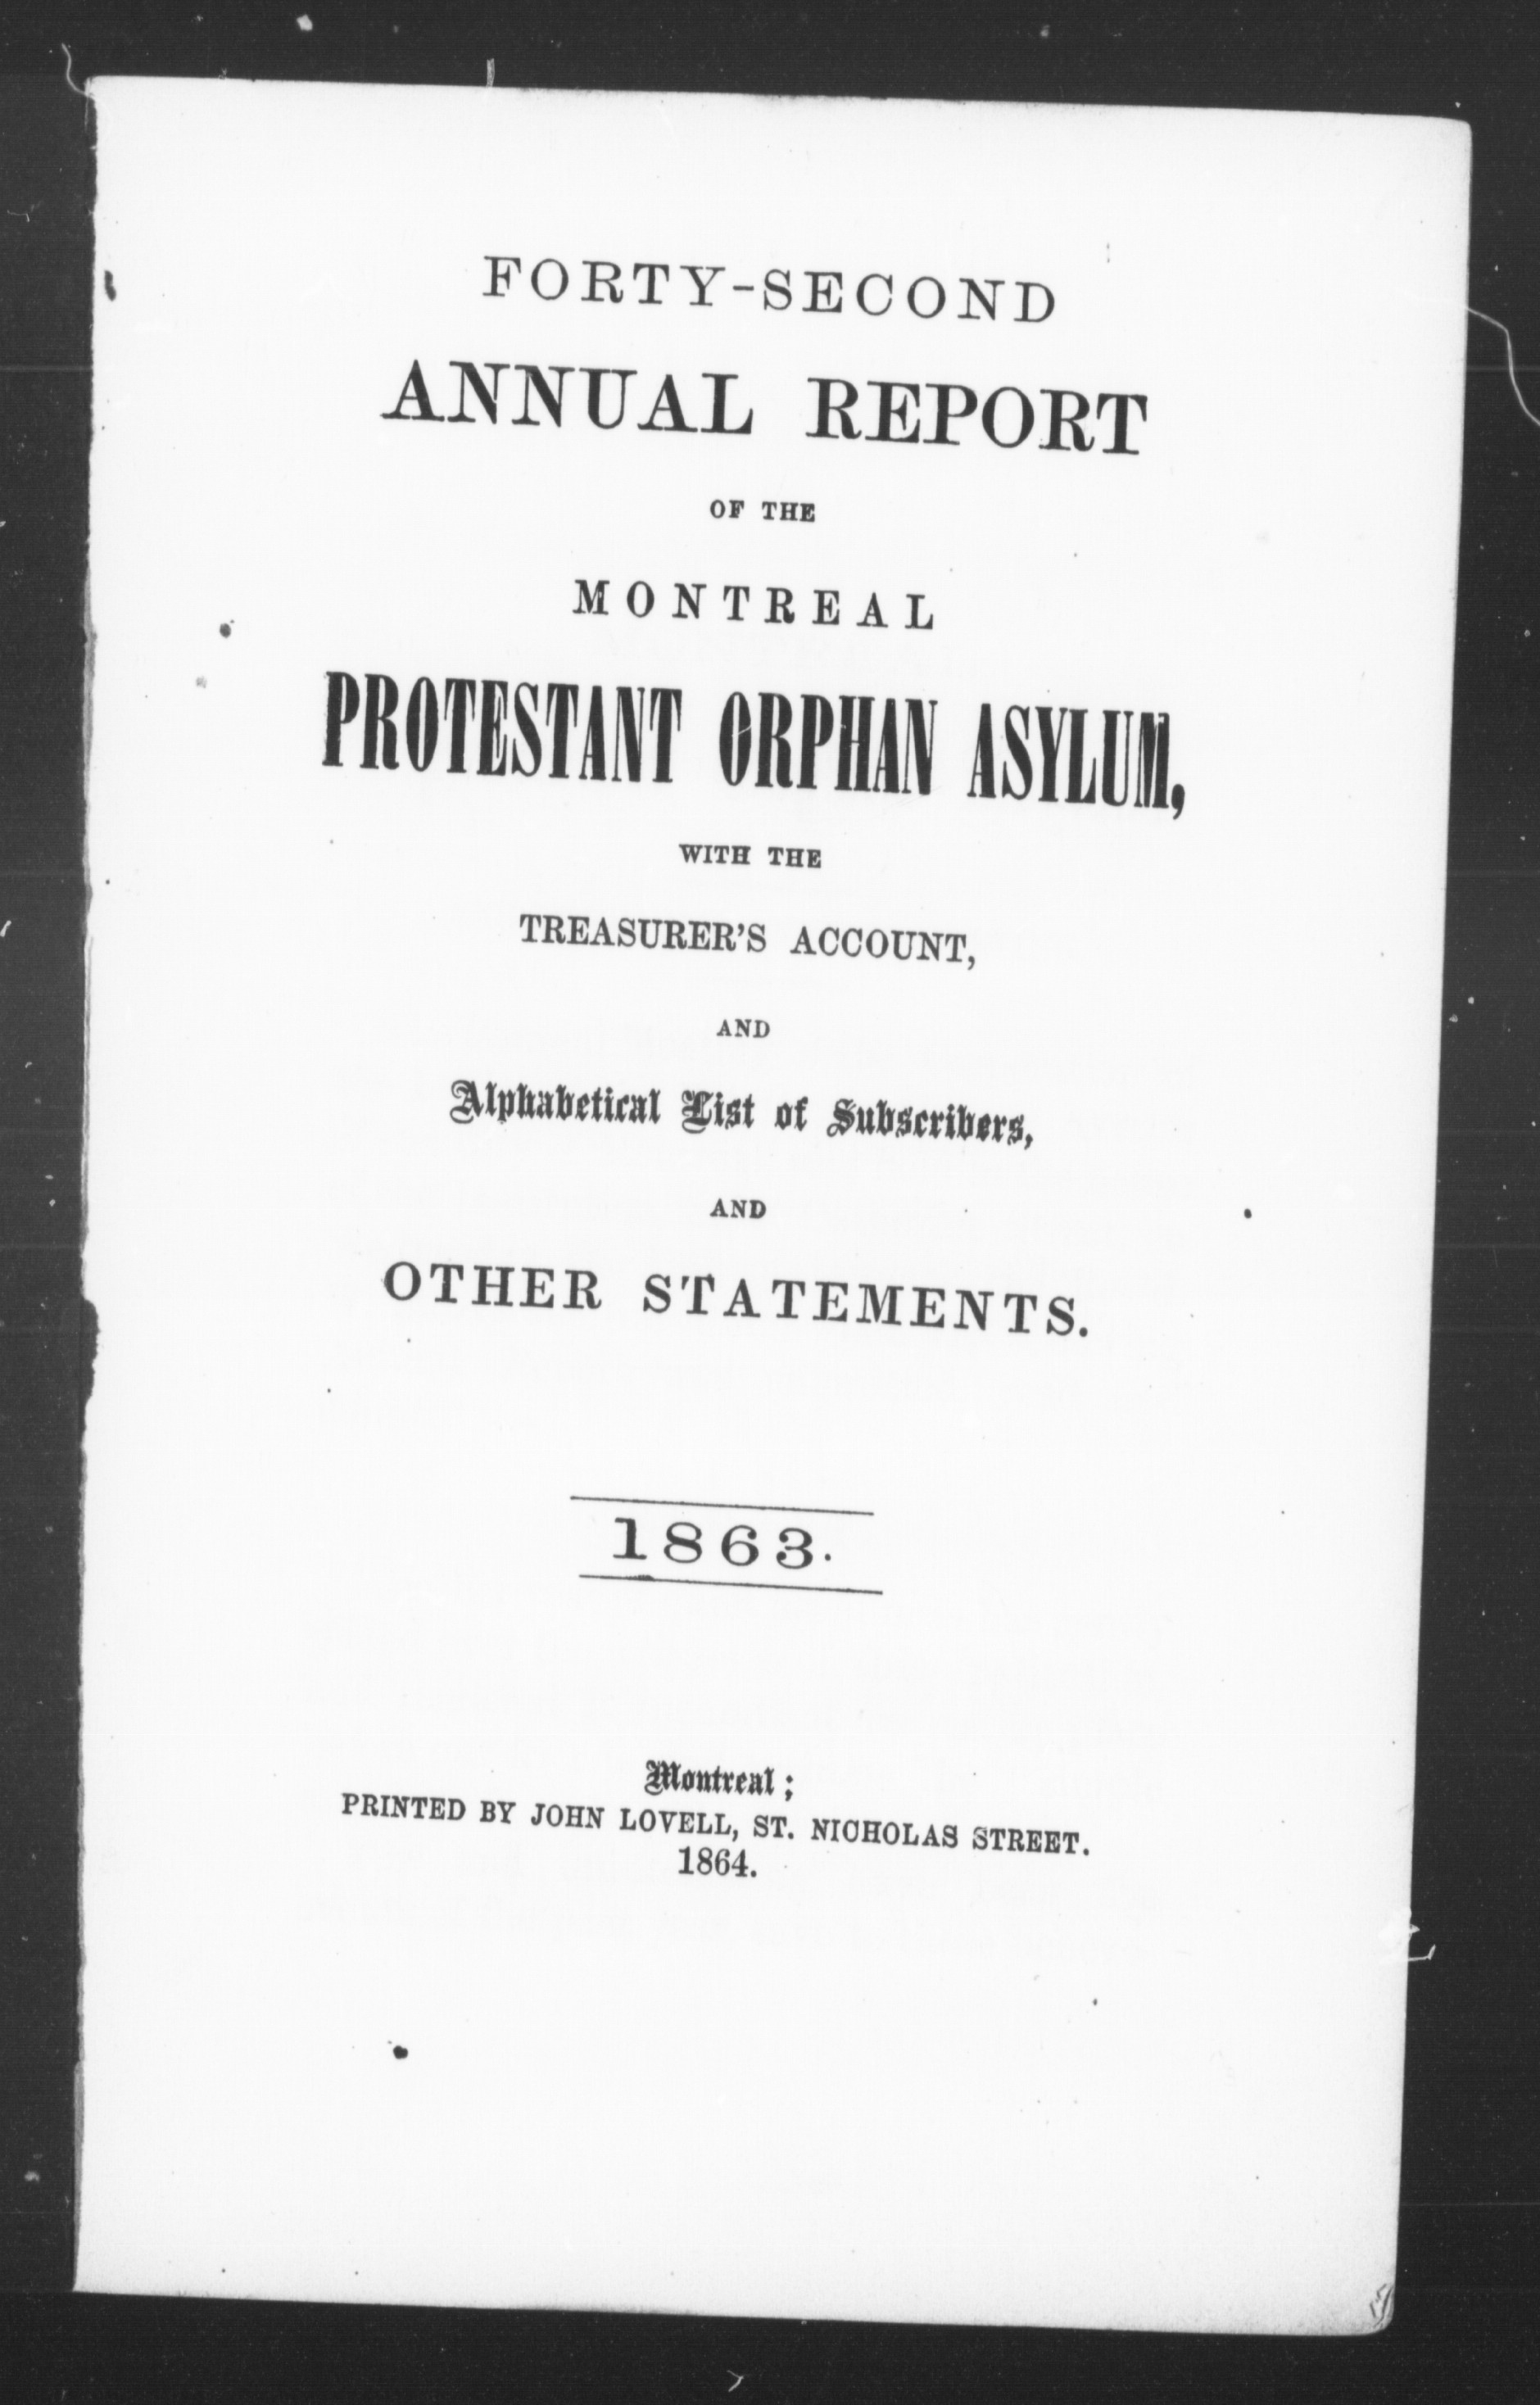 FORTY-SECOND
ANNUAL REPORT
OF THE
MONTREAL
PROTESTANT ORPHAN ASYLUM,
WITH THE
TREASURER'S ACCOUNT,
AND
Alphabetical List of Subscribers,
AND
OTHER STATEMENTS.
1863.
Montreal;
PRINTED BY JOHN LOVELL, ST. NICHOLAS STREET.
1864.